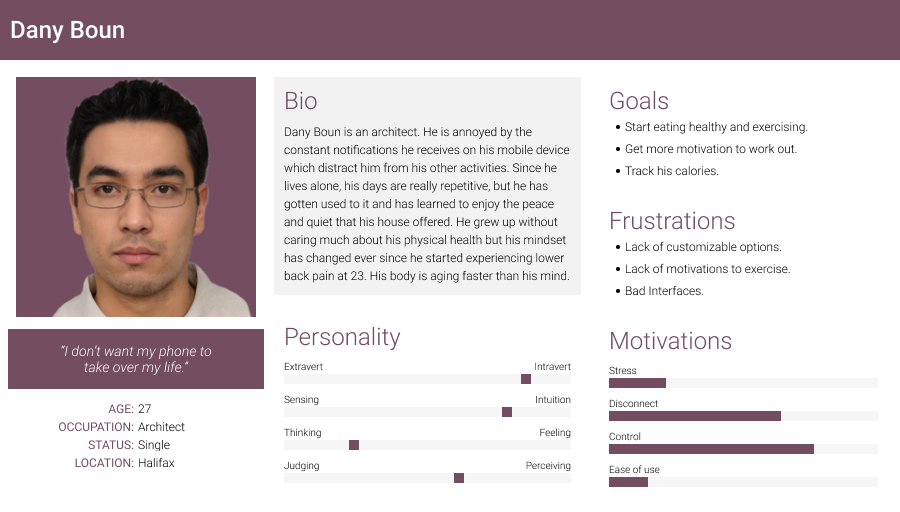 Dany Boun
“I don’t want my phone to
take over my life.”
AGE: 27
OCCUPATION: Architect
STATUS: Single
LOCATION: Halifax
Bio
Dany Boun is an architect. He is annoyed by the
constant notifications he receives on his mobile device
which distract him from his other activities. Since he
lives alone, his days are really repetitive, but he has
gotten used to it and has learned to enjoy the peace
and quiet that his house offered. He grew up without
caring much about his physical health but his mindset
has changed ever since he started experiencing lower
back pain at 23. His body is aging faster than his mind.
Personality
Extravert Intravert
Sensing Intuition
Thinking Feeling
Judging Perceiving
Goals
• Start eating healthy and exercising.
• Get more motivation to work out.
• Track his calories.
Frustrations
• Lack of customizable options.
• Lack of motivations to exercise.
• Bad Interfaces.
Motivations
Stress
Disconnect
Control
Ease of use